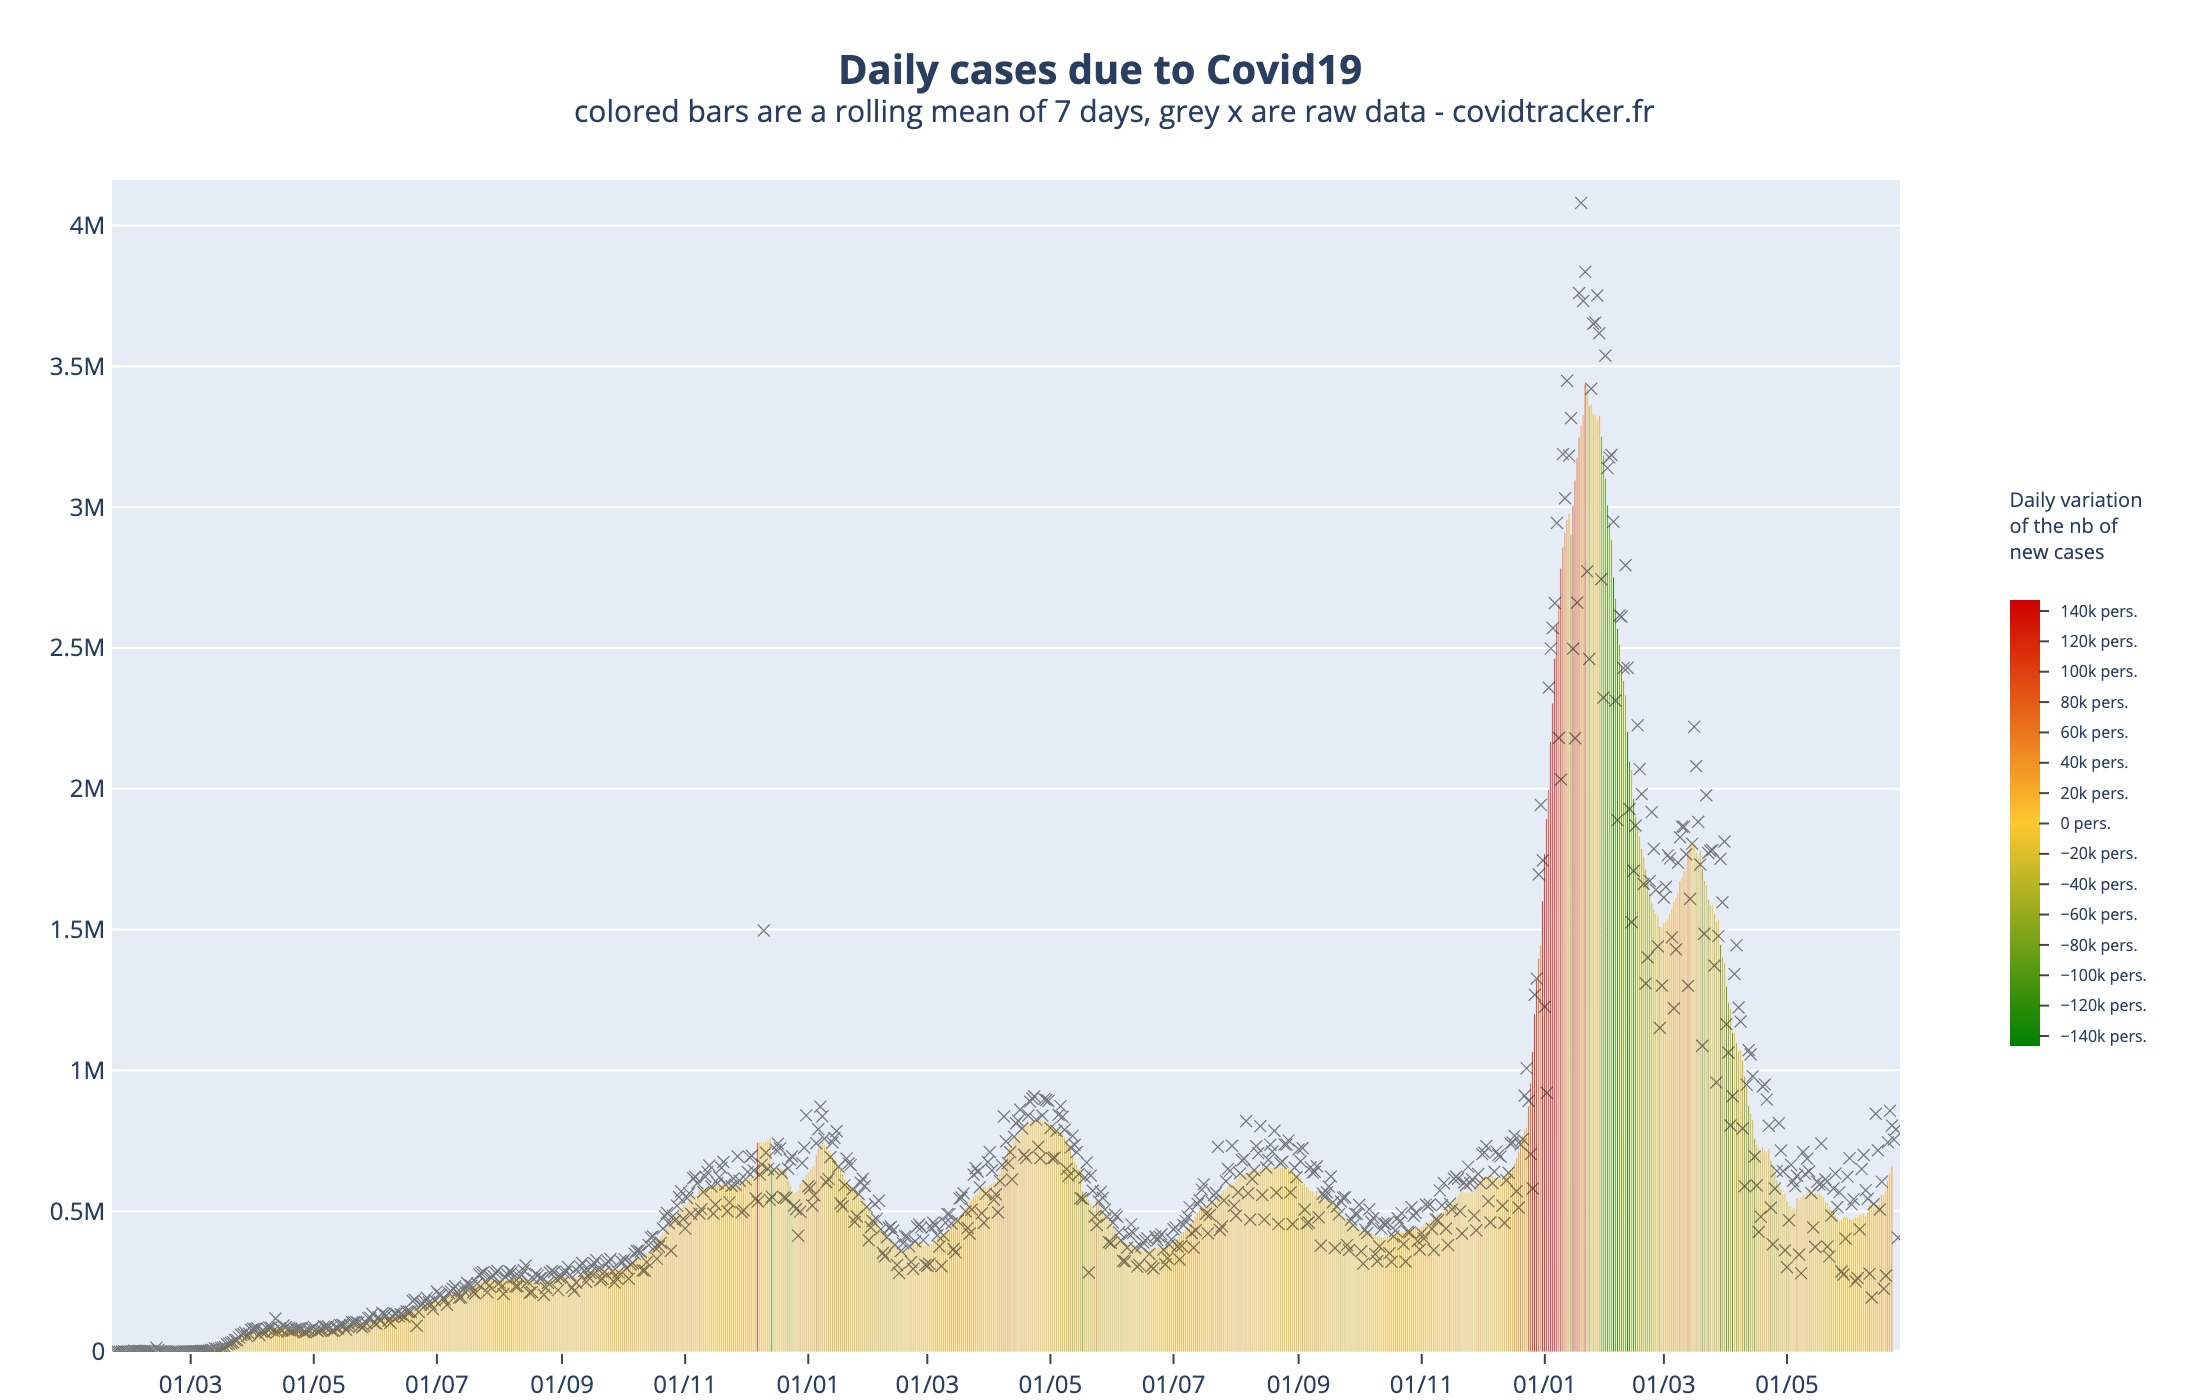 Daily cases due to Covid19
colored bars are a rolling mean of 7 days, grey x are raw data - covidtracker.fr
4M
3.5M
3M
2.5M
2M
1.5M
1M
0.5M
0
01/03
01/05
01/07
01/09
01/11
01/01
01/03
01/05
01/07
01/09
01/11
01/01
01/03
01/05
Daily variation
of the nb of
new cases
140k pers.
120k pers.
100k pers.
80k pers.
60k pers.
40k pers.
20k pers.
0 pers.
−20k pers.
−40k pers.
−60k pers.
−80k pers.
−100k pers.
−120k pers.
−140k pers.